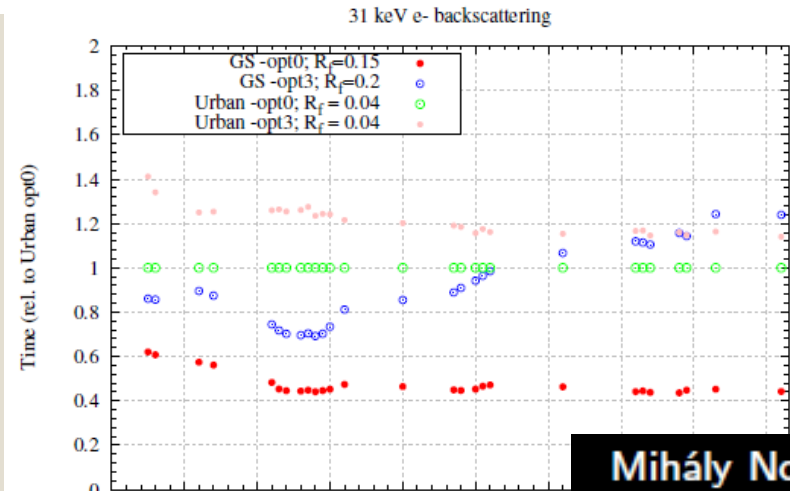 31 keV e- backscattering
GS -opt0; Rf=0.15
GS -opt3; Rf=0.2
Urban -opt0; Rf = 0.04
Urban -opt3; Rf = 0.04
Time (rel. to Urban opt0)
2
1.8
1.6
1.4
1.2
1
0.8
0.6
0.4
0.2
0
Mihály